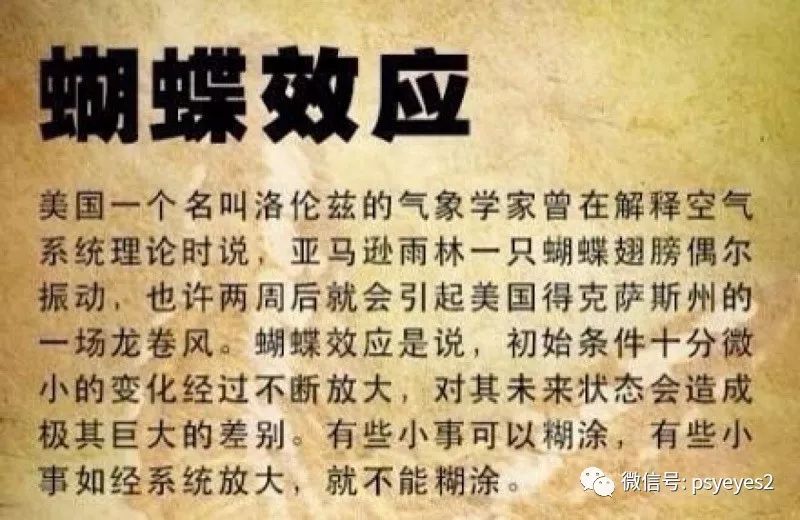 蝴蝶效应
美国一个名叫洛伦兹的气象学家曾在解释空气
系统理论时说，亚马逊雨林一只蝴蝶翅膀偶尔
振动，也许两周后就会引起美国得克萨斯州的
一场龙卷风。蝴蝶效应是说，初始条件十分微
小的变化经过不断放大，对其未来状态会造成
极其巨大的差别。有些小事可以糊涂，有些小
事如经系统放大，就不能糊涂。
微信号: psyeyes2